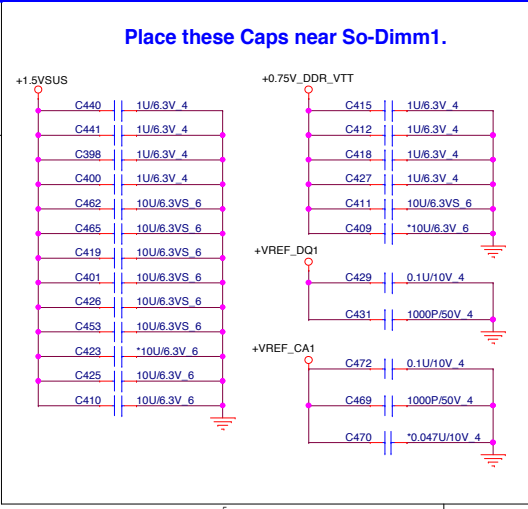 Place these Caps near So-Dimm1.
+1.5VSUS
C440 1U/6.3V_4
C441 1U/6.3V_4
C398 1U/6.3V_4
C400 1U/6.3V_4
C462 10U/6.3VS_6
C465 10U/6.3VS_6
C419 10U/6.3VS_6
C401 10U/6.3VS_6
C426 10U/6.3VS_6
C453 10U/6.3VS_6
C423 *10U/6.3V_6
C425 10U/6.3V_6
C410 10U/6.3V_6
+0.75V_DDR_VTT
C415 1U/6.3V_4
C412 1U/6.3V_4
C418 1U/6.3V_4
C427 1U/6.3V_4
C411 10U/6.3VS_6
C409 *10U/6.3V_6
+VREF_DQ1
C429 0.1U/10V_4
C431 1000P/50V_4
+VREF_CA1
C472 0.1U/10V_4
C469 1000P/50V_4
C470 *0.047U/10V_4